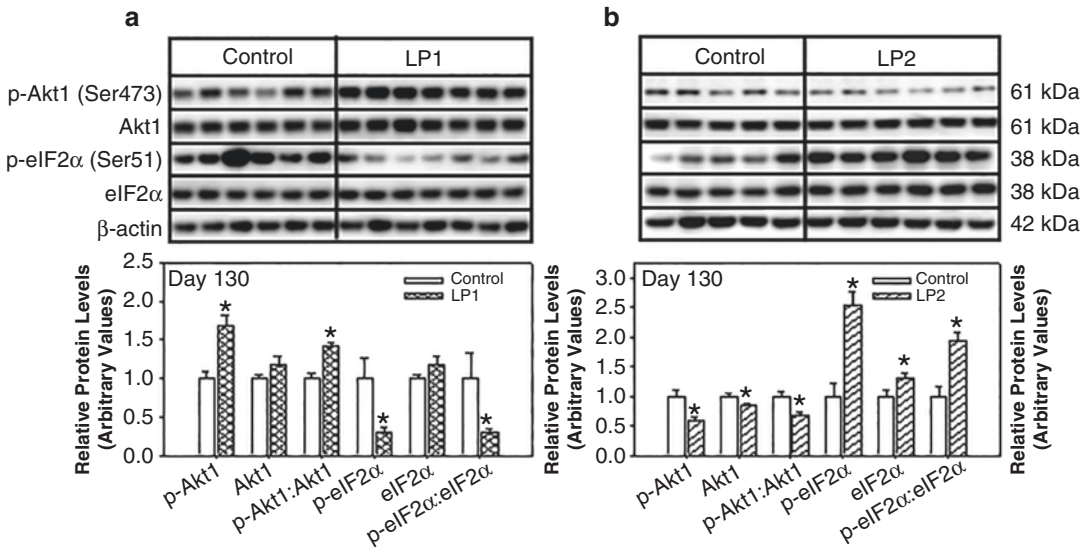 a
b
Control
LP1
Control
LP2
p-Akt1 (Ser473)
61 kDa
Akt1
61 kDa
p-eIF2α (Ser51)
38 kDa
eIF2α
38 kDa
β-actin
42 kDa
Relative Protein Levels
(Arbitrary Values)
2.5
2.0
1.5
1.0
0.5
0.0
Day 130
Control
LP1
*
*
*
*
p-Akt1
Akt1
p-Akt1:Akt1
p-eIF2α
eIF2α
p-eIF2α:eIF2α
Relative Protein Levels
(Arbitrary Values)
3.0
2.5
2.0
1.5
1.0
0.5
0.0
Day 130
Control
LP2
*
*
*
*
*
*
p-Akt1
Akt1
p-Akt1:Akt1
p-eIF2α
eIF2α
p-eIF2α:eIF2α
Relative Protein Levels
(Arbitrary Values)